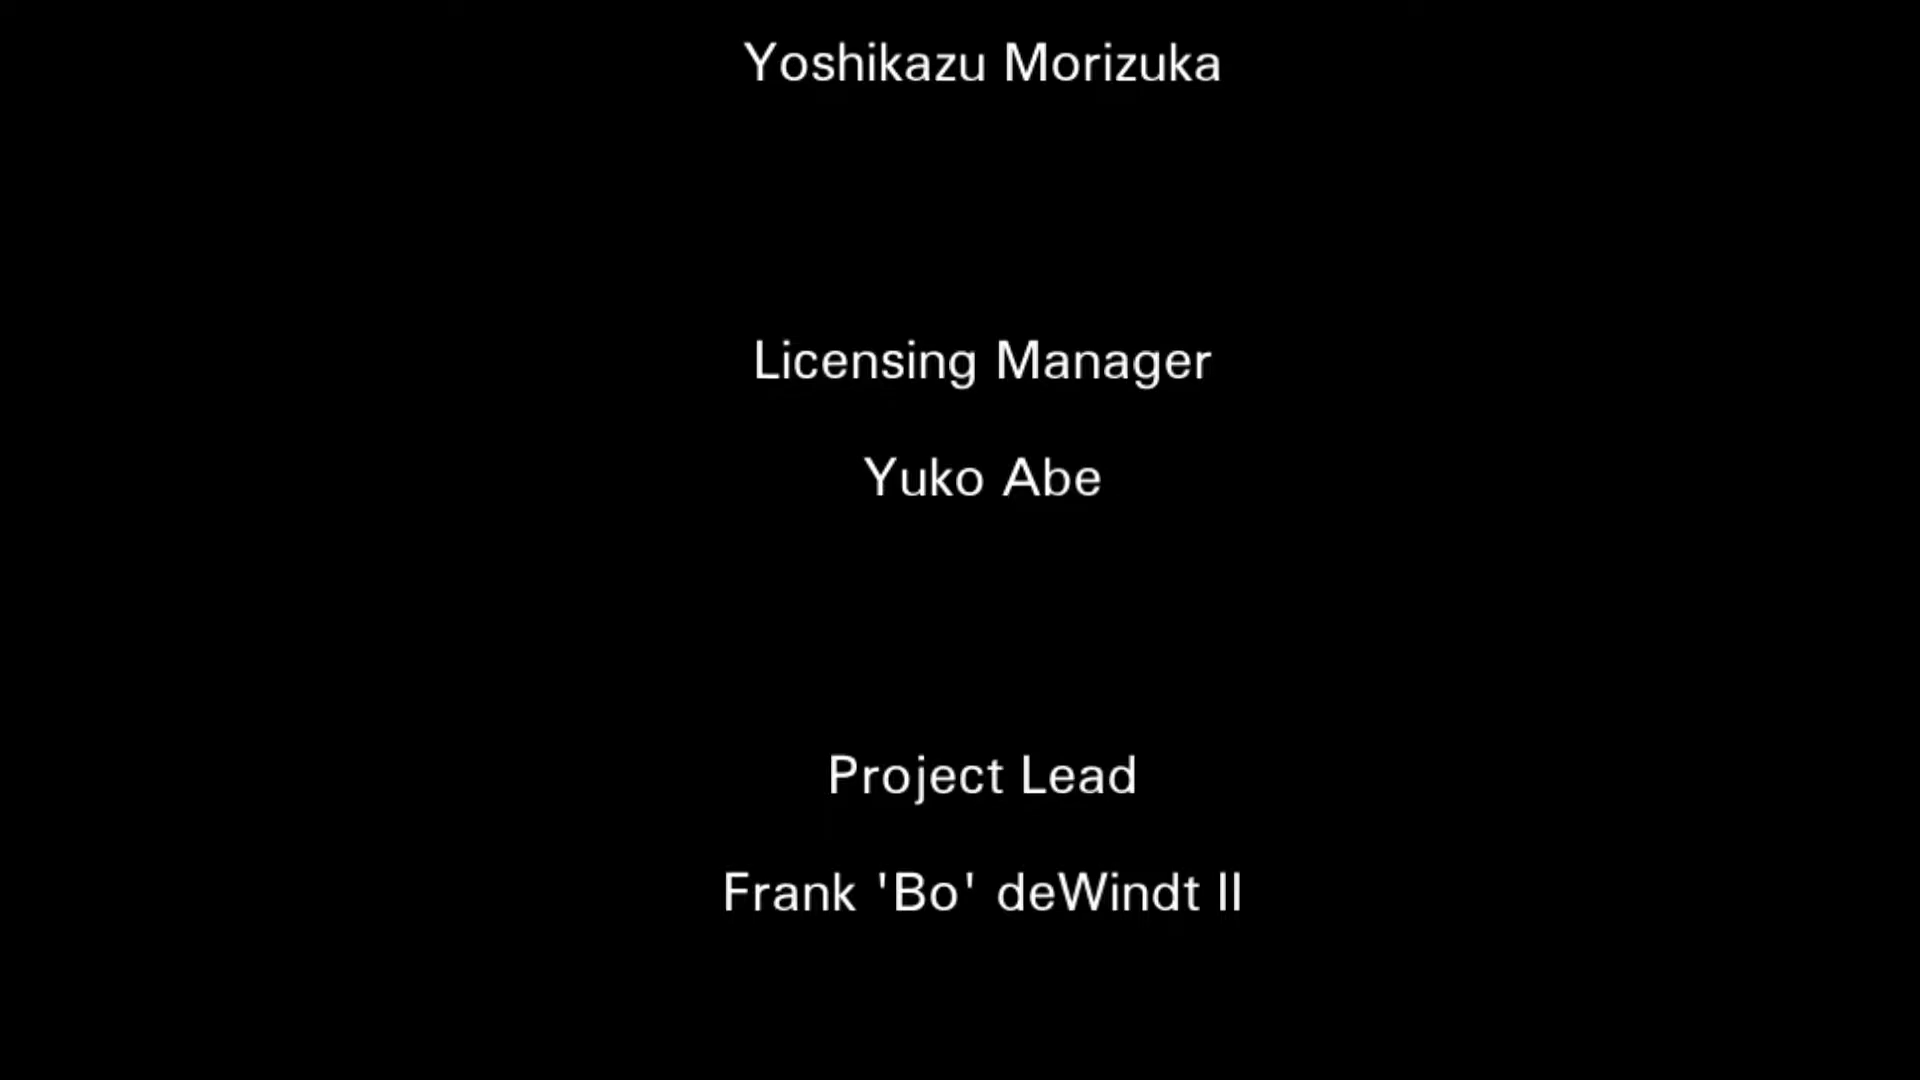 Yoshikazu Morizuka
Licensing Manager
Yuko Abe
Project Lead
Frank 'Bo' deWindt II